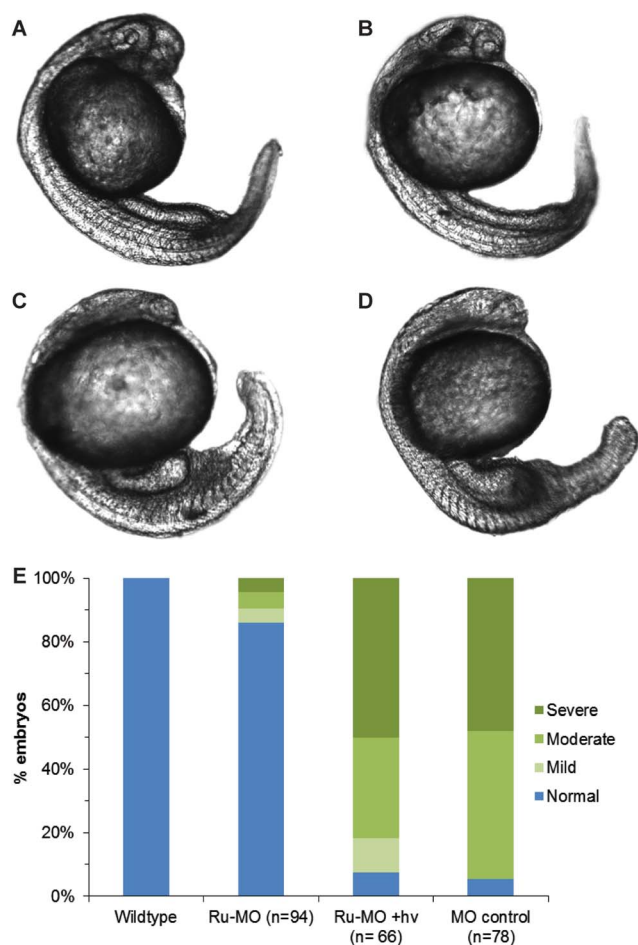 A
B
C
D
E
100%
80%
60%
40%
20%
0%
% embryos
Severe
Moderate
Mild
Normal
Wildtype
Ru-MO (n=94)
Ru-MO +hv
(n= 66)
MO control
(n=78)